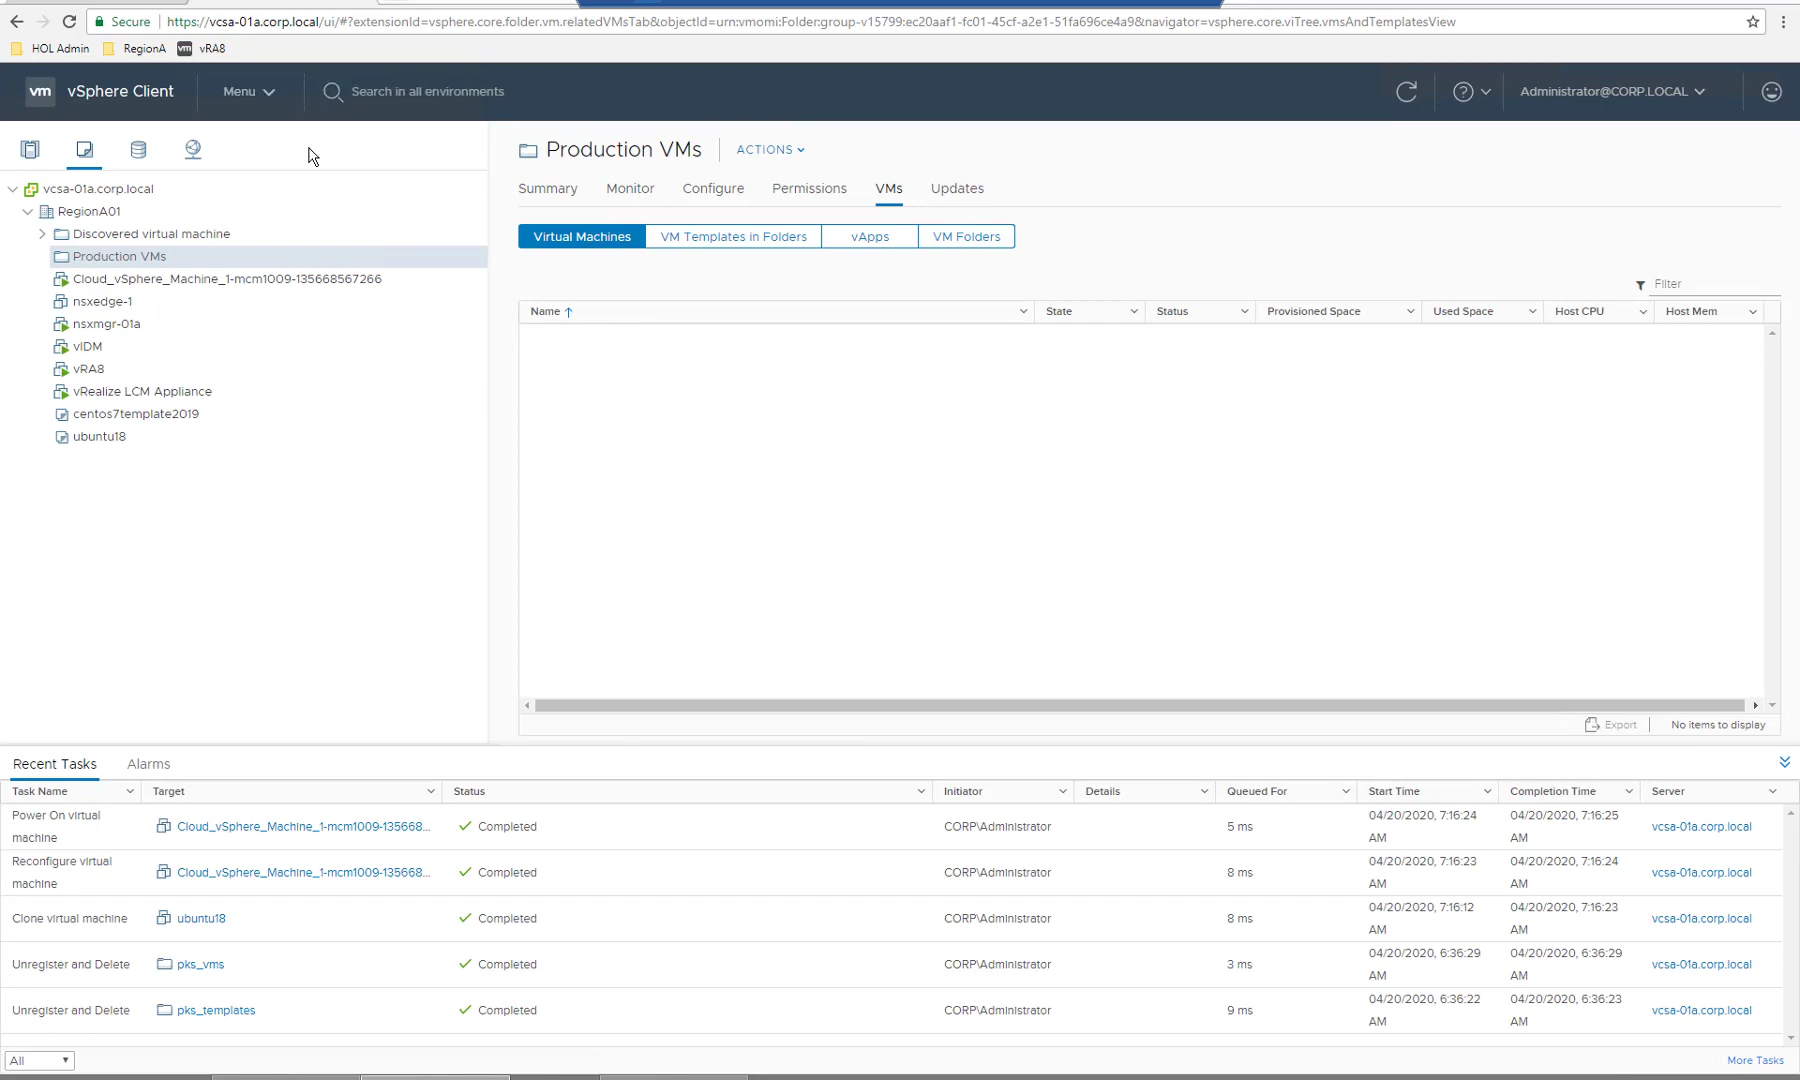 Secure https://vcsa-01a.corp.local/ui/#?extensionId=vsphere.core.folder.vm.relatedVMsTab&objectId=urn:vmomi:Folder:group-v15799:ec20aaf1-fc01-45cf-a2e1-51fa696ce4a9&navigator=vsphere.core.viTree.vmsAndTemplatesView
HOL Admin RegionA vm vRA8
vm vSphere Client Menu Search in all environments Administrator@CORP.LOCAL
Production VMs ACTIONS
Summary Monitor Configure Permissions VMs Updates
Virtual Machines VM Templates in Folders vApps VM Folders
Filter
Name State Status Provisioned Space Used Space Host CPU Host Mem
Export No items to display
vcsa-01a.corp.local
RegionA01
Discovered virtual machine
Production VMs
Cloud_vSphere_Machine_1-mcm1009-135668567266
nsxedge-1
nsxmgr-01a
vIDM
vRA8
vRealize LCM Appliance
centos7template2019
ubuntu18
Recent Tasks Alarms
Task Name Target Status Initiator Details Queued For Start Time Completion Time Server
Power On virtual machine Cloud_vSphere_Machine_1-mcm1009-135668... Completed CORP\Administrator 5 ms 04/20/2020, 7:16:24 AM 04/20/2020, 7:16:25 AM vcsa-01a.corp.local
Reconfigure virtual machine Cloud_vSphere_Machine_1-mcm1009-135668... Completed CORP\Administrator 8 ms 04/20/2020, 7:16:23 AM 04/20/2020, 7:16:24 AM vcsa-01a.corp.local
Clone virtual machine ubuntu18 Completed CORP\Administrator 8 ms 04/20/2020, 7:16:12 AM 04/20/2020, 7:16:23 AM vcsa-01a.corp.local
Unregister and Delete pks_vms Completed CORP\Administrator 3 ms 04/20/2020, 6:36:29 AM 04/20/2020, 6:36:29 AM vcsa-01a.corp.local
Unregister and Delete pks_templates Completed CORP\Administrator 9 ms 04/20/2020, 6:36:22 AM 04/20/2020, 6:36:23 AM vcsa-01a.corp.local
All More Tasks